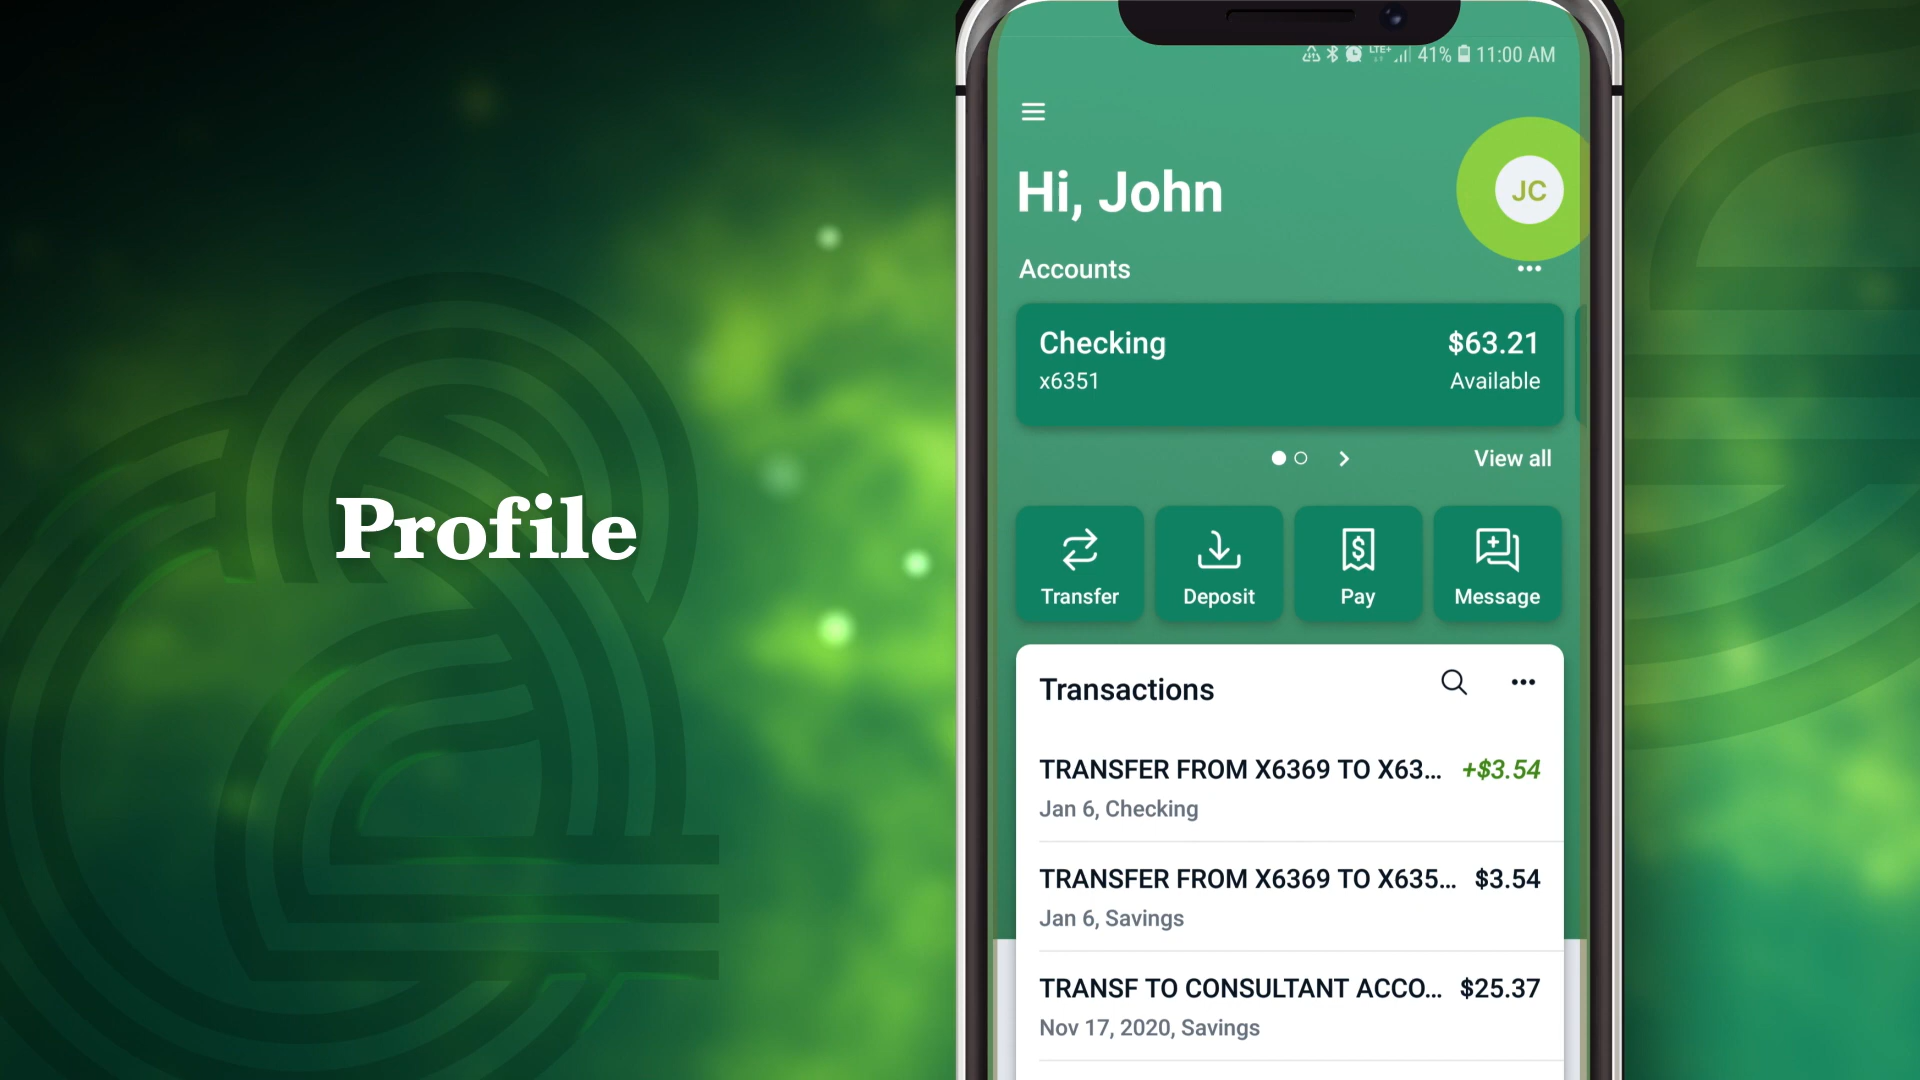 Profile
LTE+ 41% 11:00 AM
Hi, John
JC
Accounts
Checking
$63.21
x6351
Available
View all
Transfer
Deposit
Pay
Message
Transactions
TRANSFER FROM X6369 TO X63... +$3.54
Jan 6, Checking
TRANSFER FROM X6369 TO X635... $3.54
Jan 6, Savings
TRANSF TO CONSULTANT ACCO... $25.37
Nov 17, 2020, Savings